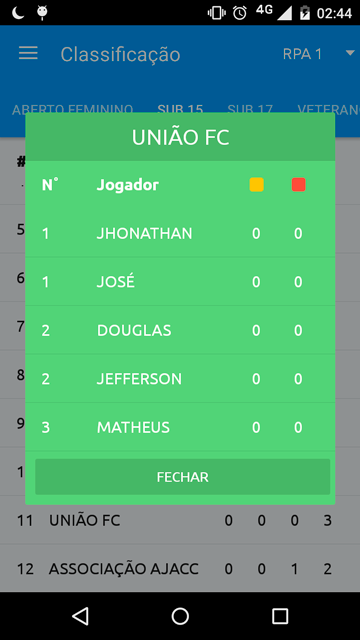 4G 02:44
Classificação RPA 1
ABERTO FEMININO SUB 15 SUB 17 VETERAN
UNIÃO FC
#
N° Jogador
5
1 JHONATHAN 0 0
6
1 JOSÉ 0 0
7
2 DOUGLAS 0 0
8
2 JEFFERSON 0 0
9
3 MATHEUS 0 0
1
FECHAR
11 UNIÃO FC 0 0 0 3
12 ASSOCIAÇÃO AJACC 0 0 1 2